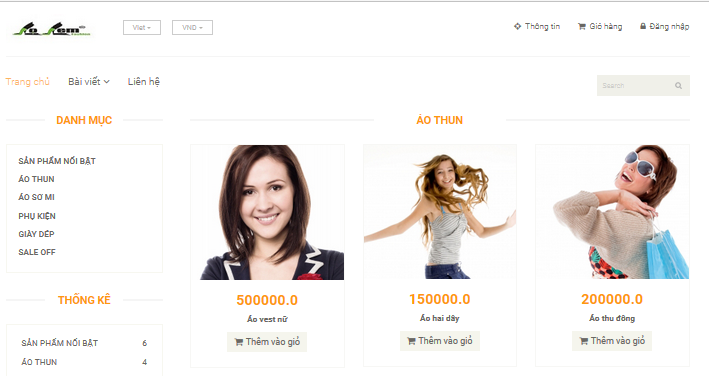 Viet
VND
Thông tin
Giỏ hàng
Đăng nhập
Trang chủ
Bài viết
Liên hệ
Search
DANH MỤC
SẢN PHẨM NỔI BẬT
ÁO THUN
ÁO SƠ MI
PHỤ KIỆN
GIÀY DÉP
SALE OFF
THỐNG KÊ
SẢN PHẨM NỔI BẬT 6
ÁO THUN 4
ÁO THUN
500000.0
Áo vest nữ
Thêm vào giỏ
150000.0
Áo hai dây
Thêm vào giỏ
200000.0
Áo thu đông
Thêm vào giỏ